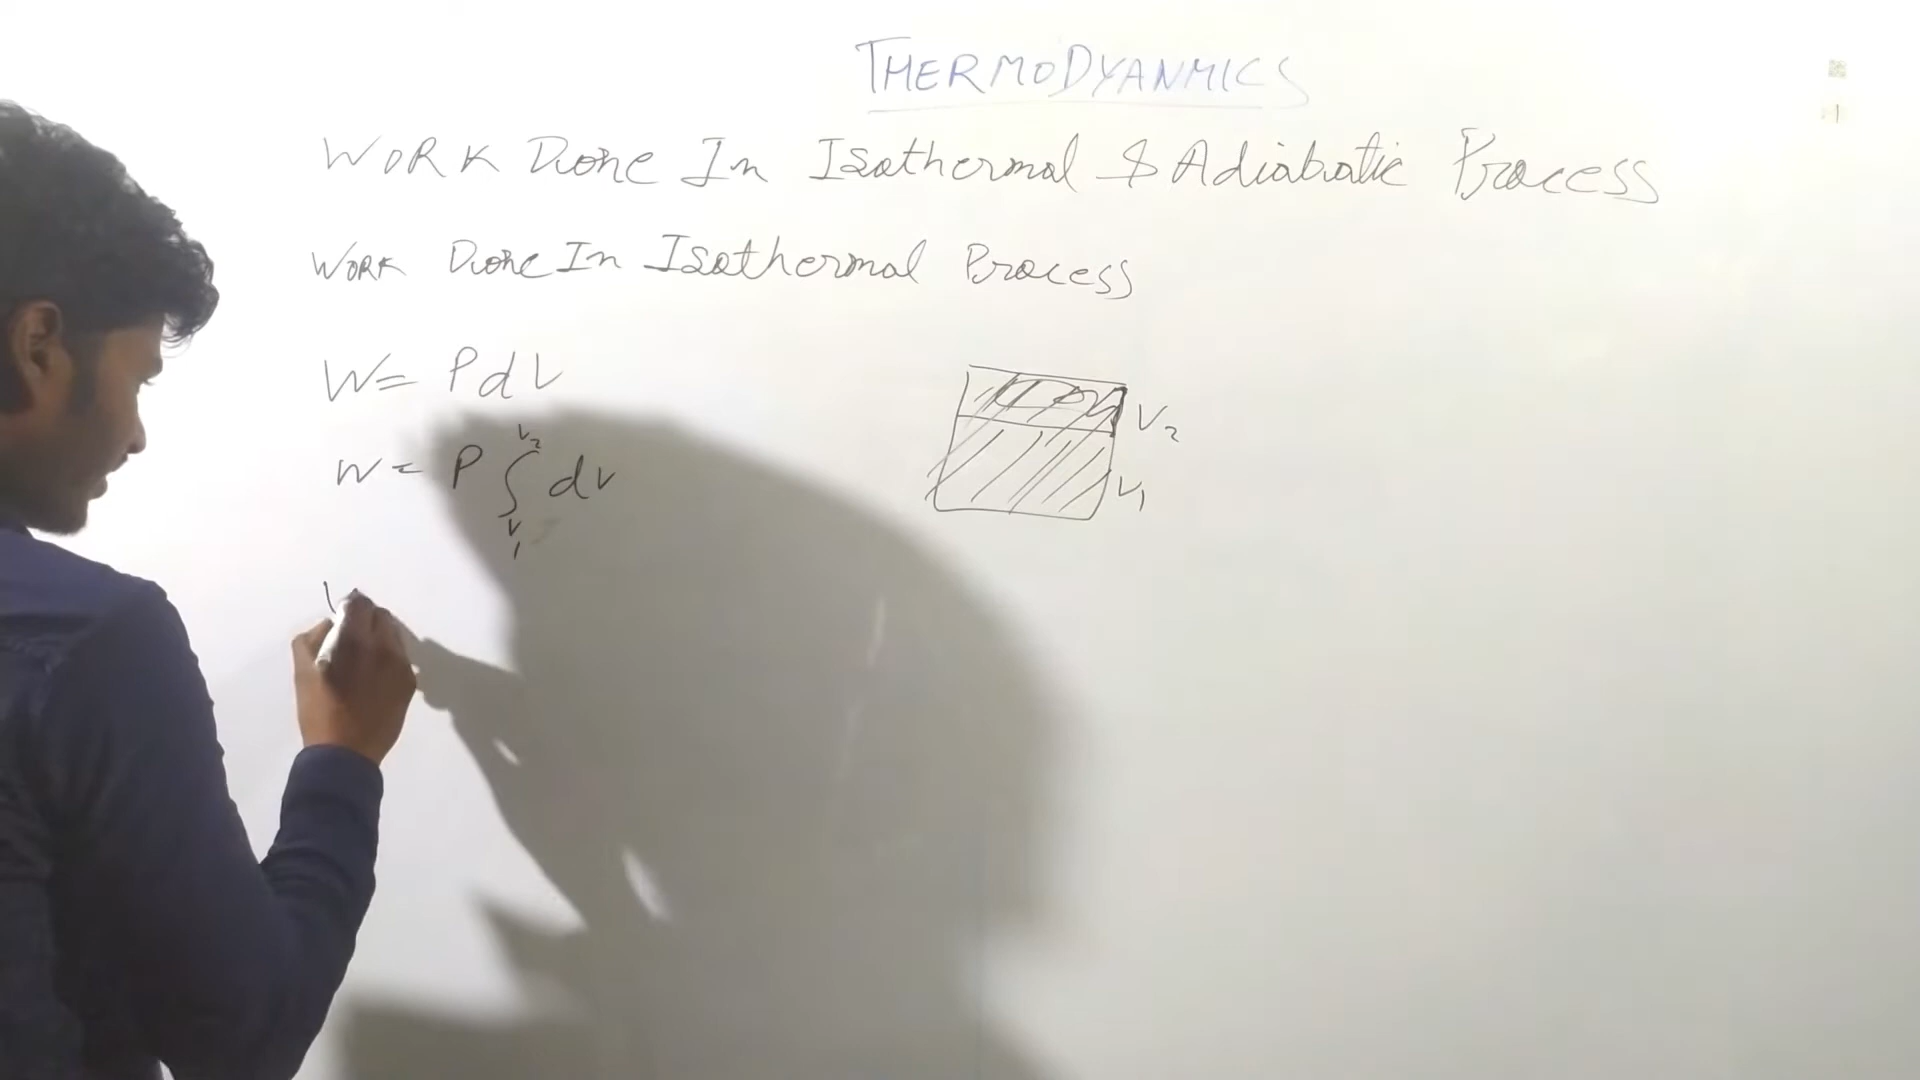 THERMODYANMICS
WORK Done In Isothermal & Adiabatic Process
WORK Done In Isothermal Process
W = PdV
W = P ∫ dv
V2
V1
V2
V1